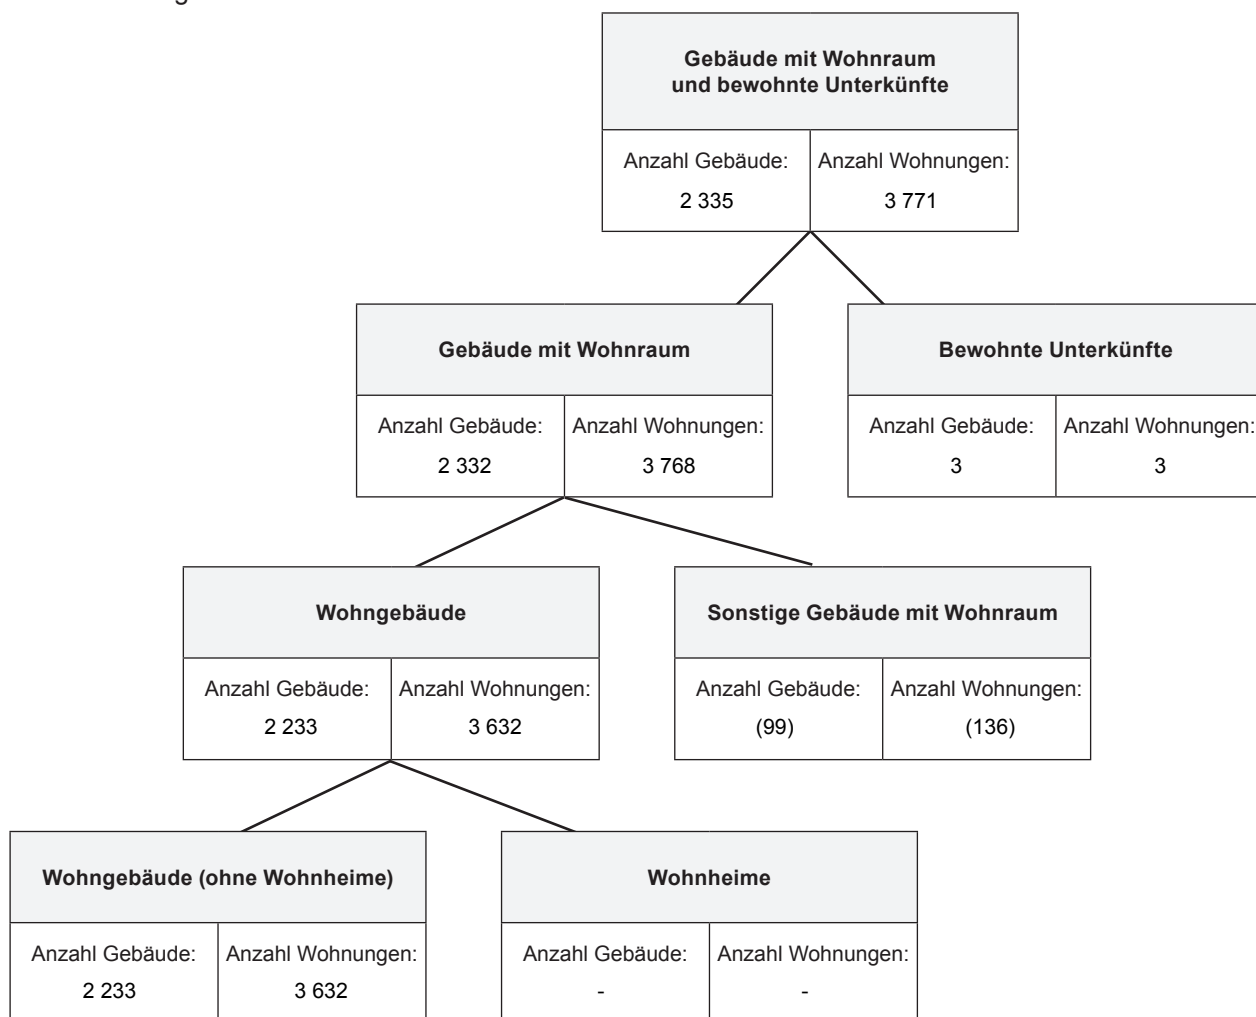 Gebäude mit Wohnraum
und bewohnte Unterkünfte
Anzahl Gebäude: Anzahl Wohnungen:
2 335 3 771
Gebäude mit Wohnraum Bewohnte Unterkünfte
Anzahl Gebäude: Anzahl Wohnungen: Anzahl Gebäude: Anzahl Wohnungen:
2 332 3 768 3 3
Wohngebäude Sonstige Gebäude mit Wohnraum
Anzahl Gebäude: Anzahl Wohnungen: Anzahl Gebäude: Anzahl Wohnungen:
2 233 3 632 (99) (136)
Wohngebäude (ohne Wohnheime) Wohnheime
Anzahl Gebäude: Anzahl Wohnungen: Anzahl Gebäude: Anzahl Wohnungen:
2 233 3 632 - -